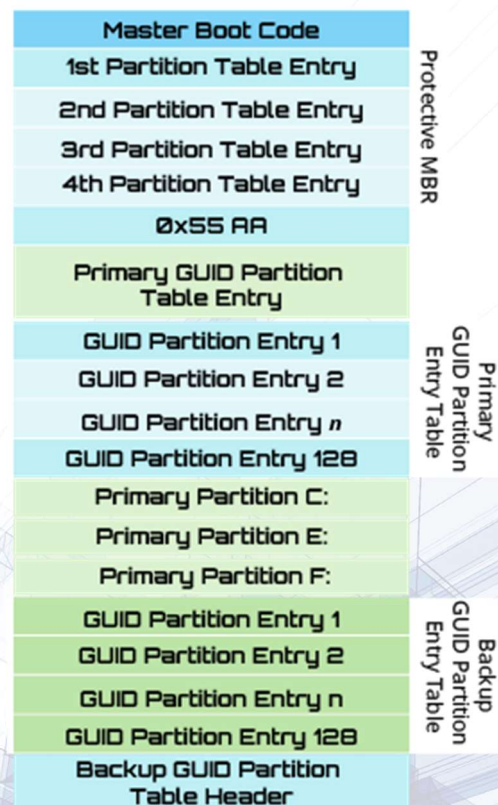 Master Boot Code
1st Partition Table Entry
2nd Partition Table Entry
3rd Partition Table Entry
4th Partition Table Entry
0x55 AA
Protective MBR
Primary GUID Partition
Table Entry
GUID Partition Entry 1
GUID Partition Entry 2
GUID Partition Entry n
GUID Partition Entry 128
Primary
GUID Partition
Entry Table
Primary Partition C:
Primary Partition E:
Primary Partition F:
GUID Partition Entry 1
GUID Partition Entry 2
GUID Partition Entry n
GUID Partition Entry 128
Backup
GUID Partition
Entry Table
Backup GUID Partition
Table Header